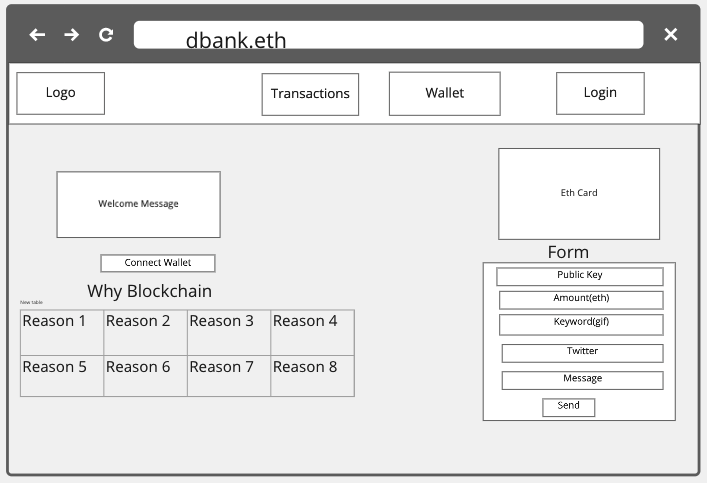 dbank.eth
Logo
Transactions
Wallet
Login
Welcome Message
Connect Wallet
Why Blockchain
New table
Reason 1
Reason 2
Reason 3
Reason 4
Reason 5
Reason 6
Reason 7
Reason 8
Eth Card
Form
Public Key
Amount(eth)
Keyword(gif)
Twitter
Message
Send